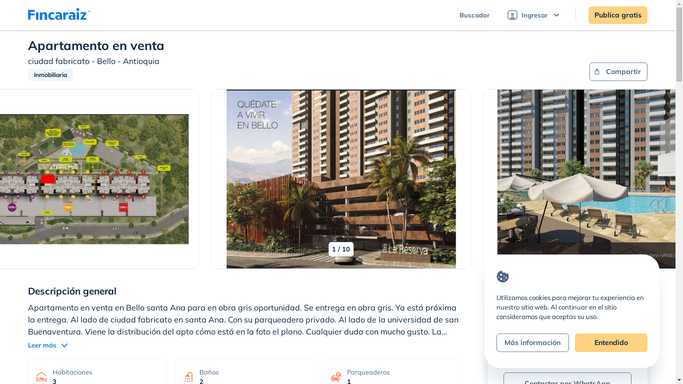 Fincaraiz
Buscador
Ingresar
Publica gratis
Apartamento en venta
ciudad fabricato - Bello - Antioquia
Inmobiliaria
Compartir
QUÉDATE
A VIVIR
EN BELLO
La Reserva
1 / 10
Descripción general
Apartamento en venta en Bello santa Ana para en obra gris oportunidad. Se entrega en obra gris. Ya está próxima
la entrega. Al lado de ciudad fabricato en santa Ana. Con su parqueadero privado. Al lado de la universidad de san
Buenaventura. Viene la distribución del apto cómo está en la foto el plano. Cualquier duda con mucho gusto. La...
Leer más
Habitaciones
3
Baños
2
Parqueaderos
1
Utilizamos cookies para mejorar tu experiencia en
nuestro sitio web. Al continuar en el sitio
consideramos que aceptas su uso.
Más información
Entendido
Contactar por WhatsApp